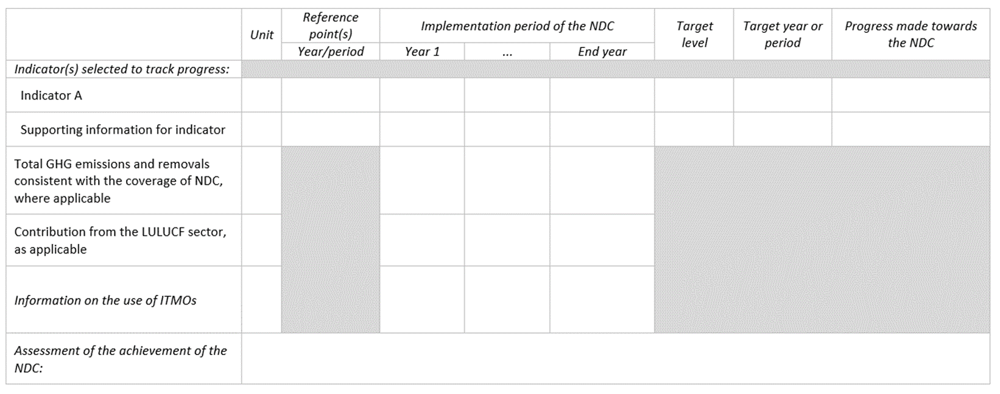 Unit
Reference
point(s)
Implementation period of the NDC
Target
level
Target year or
period
Progress made towards
the NDC
Year/period
Year 1
...
End year
Indicator(s) selected to track progress:
Indicator A
Supporting information for indicator
Total GHG emissions and removals
consistent with the coverage of NDC,
where applicable
Contribution from the LULUCF sector,
as applicable
Information on the use of ITMOs
Assessment of the achievement of the
NDC: